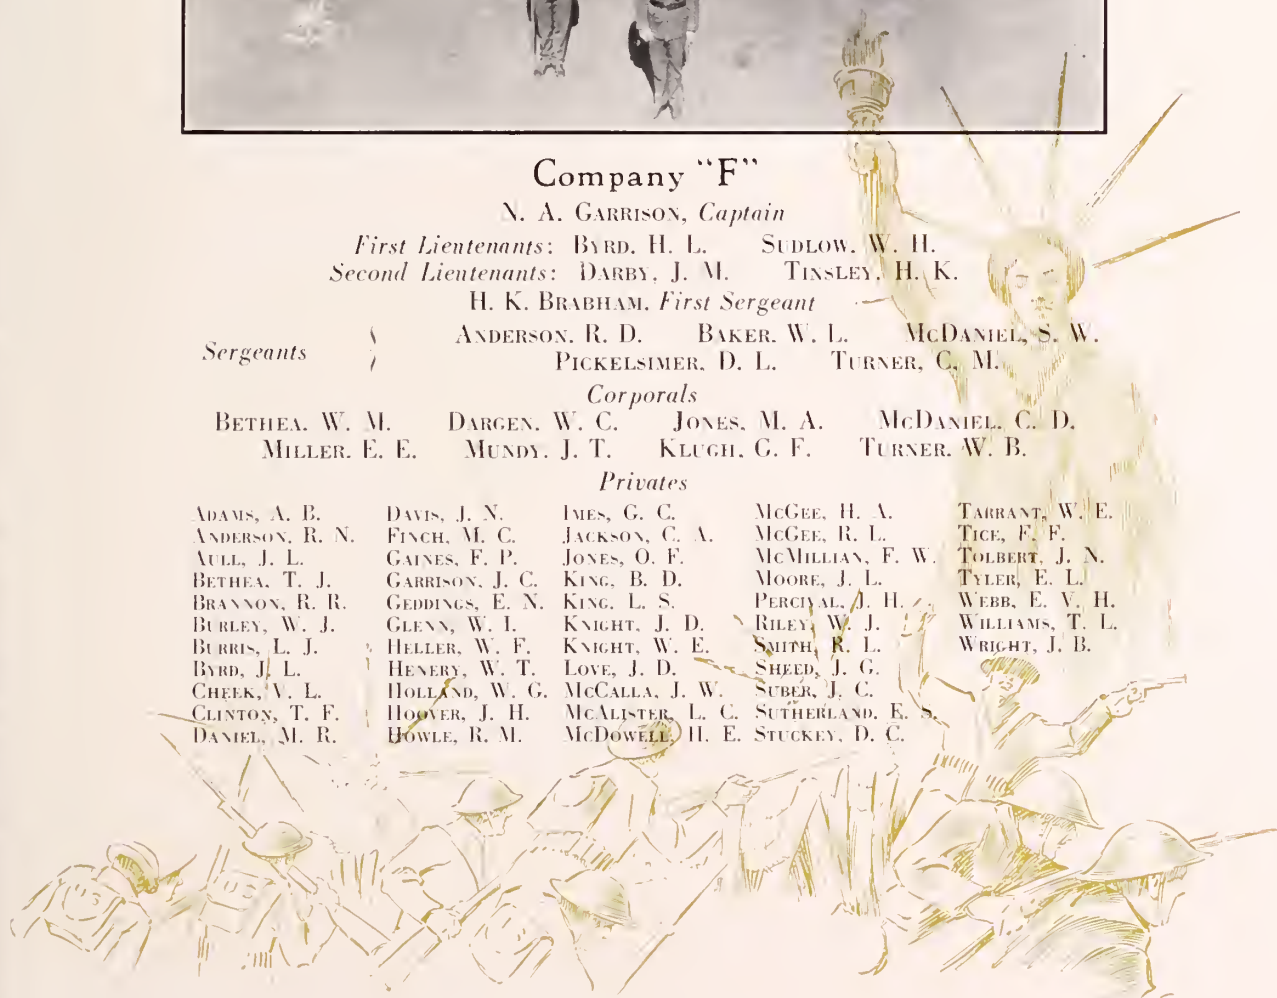 Company “F”
N. A. Garrison, Captain
First Lieutenants: Byrd, H. L. Sudlow, W. H.
Second Lieutenants: Darby, J. M. Tinsley, H. K.
H. K. Brabham, First Sergeant
Sergeants
Anderson, R. D. Baker, W. L. McDaniel, S. W.
Pickelsimer, D. L. Turner, C. M.
Corporals
Bethea, W. M. Dargen, W. C. Jones, M. A. McDaniel, C. D.
Miller, E. E. Mundy, J. T. Klugh, G. F. Turner, W. B.
Privates
Adams, A. B.
Anderson, R. N.
Aull, J. L.
Bethea, T. J.
Brannon, R. R.
Burley, W. J.
Burris, L. J.
Byrd, J. L.
Cheek, V. L.
Clinton, T. F.
Daniel, M. R.
Davis, J. N.
Finch, M. C.
Gaines, F. P.
Garrison, J. C.
Geddings, E. N.
Glenn, W. I.
Heller, W. F.
Henery, W. T.
Holland, W. G.
Hoover, J. H.
Howle, R. M.
Imes, G. C.
Jackson, C. A.
Jones, O. F.
King, B. D.
King, L. S.
Knight, J. D.
Knight, W. E.
Love, J. D.
McCalla, J. W.
McAlister, L. C.
McDowell, H. E.
McGee, H. A.
McGee, R. L.
McMillian, F. W.
Moore, J. L.
Percival, J. H.
Riley, W. J.
Smith, R. L.
Sheed, J. G.
Suber, J. C.
Sutherland, E. S.
Stuckey, D. C.
Tarrant, W. E.
Tice, F. F.
Tolbert, J. N.
Tyler, E. L.
Webb, E. V. H.
Williams, T. L.
Wright, J. B.